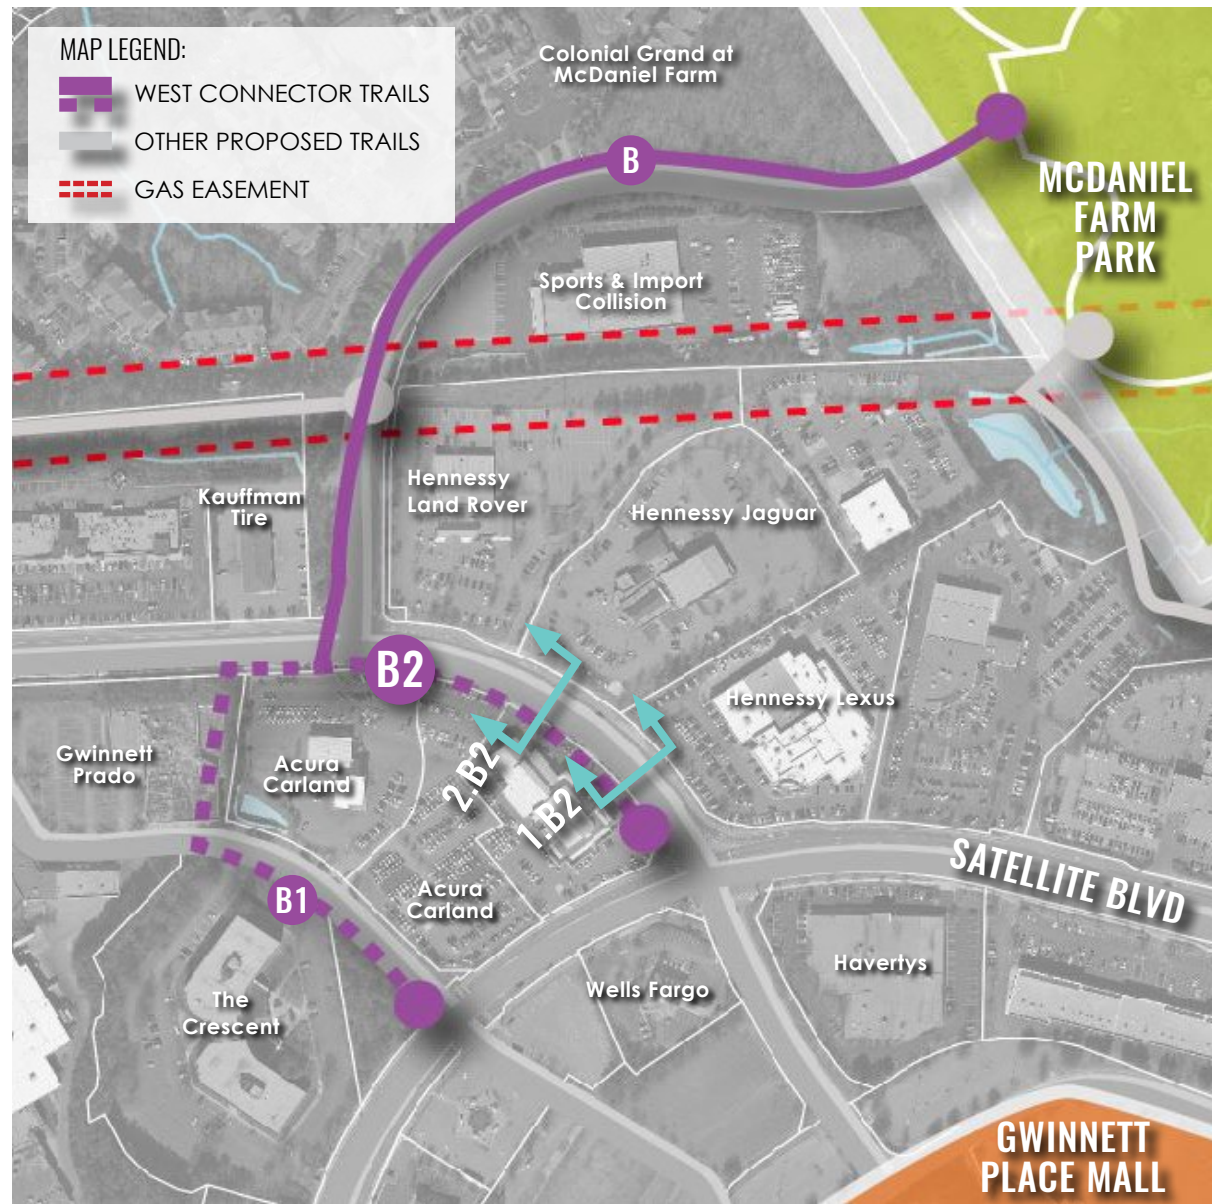 MAP LEGEND:
WEST CONNECTOR TRAILS
OTHER PROPOSED TRAILS
GAS EASEMENT
Colonial Grand at
McDaniel Farm
B
MCDANIEL
FARM
PARK
Sports & Import
Collision
Kauffman
Tire
Hennessy
Land Rover
Hennessy Jaguar
B2
Hennessy Lexus
Gwinnett
Prado
Acura
Carland
2.B2
1.B2
SATELLITE BLVD
B1
Acura
Carland
The
Crescent
Wells Fargo
Havertys
GWINNETT
PLACE MALL